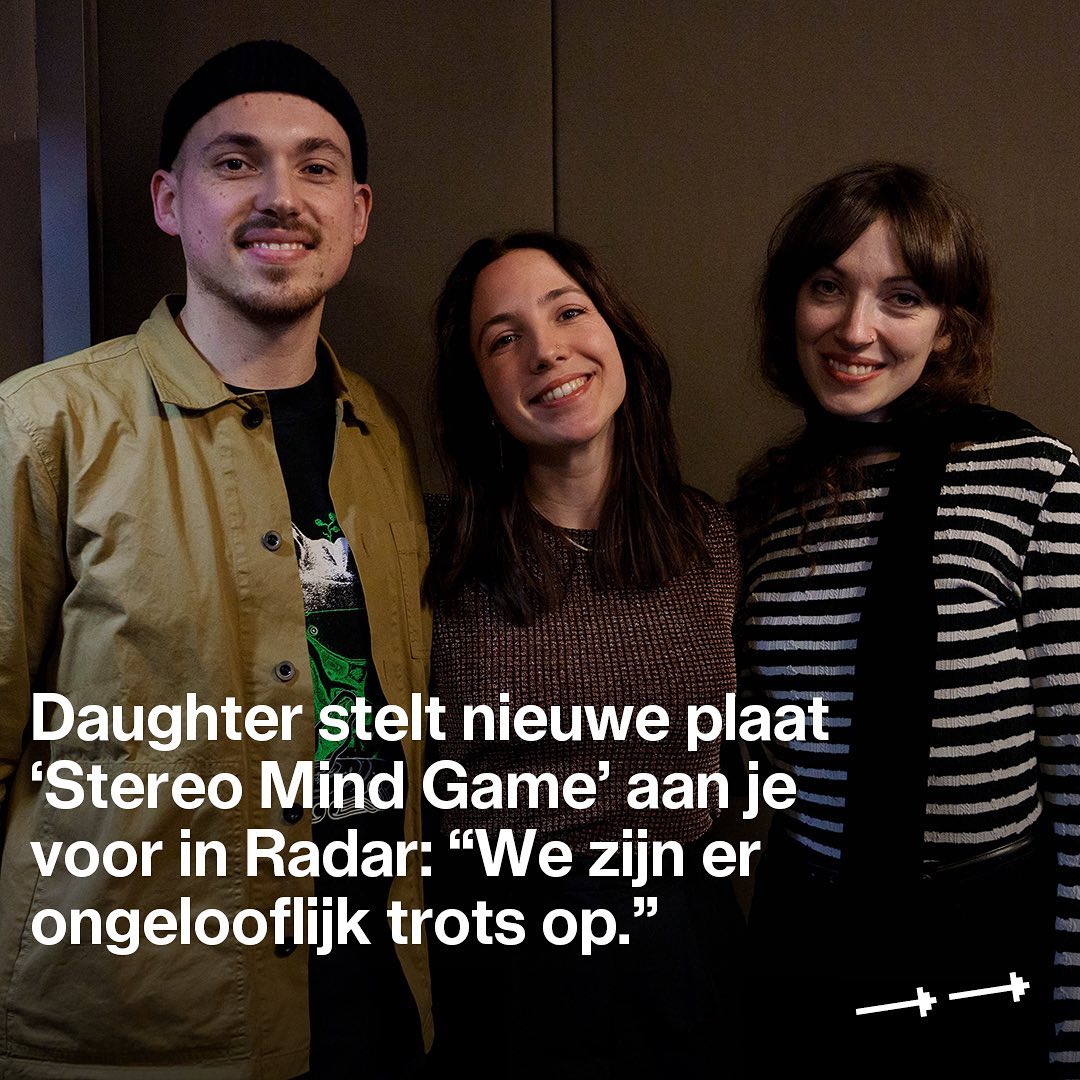 Daughter stelt nieuwe plaat
‘Stereo Mind Game’ aan je
voor in Radar: “We zijn er
ongelooflijk trots op.”